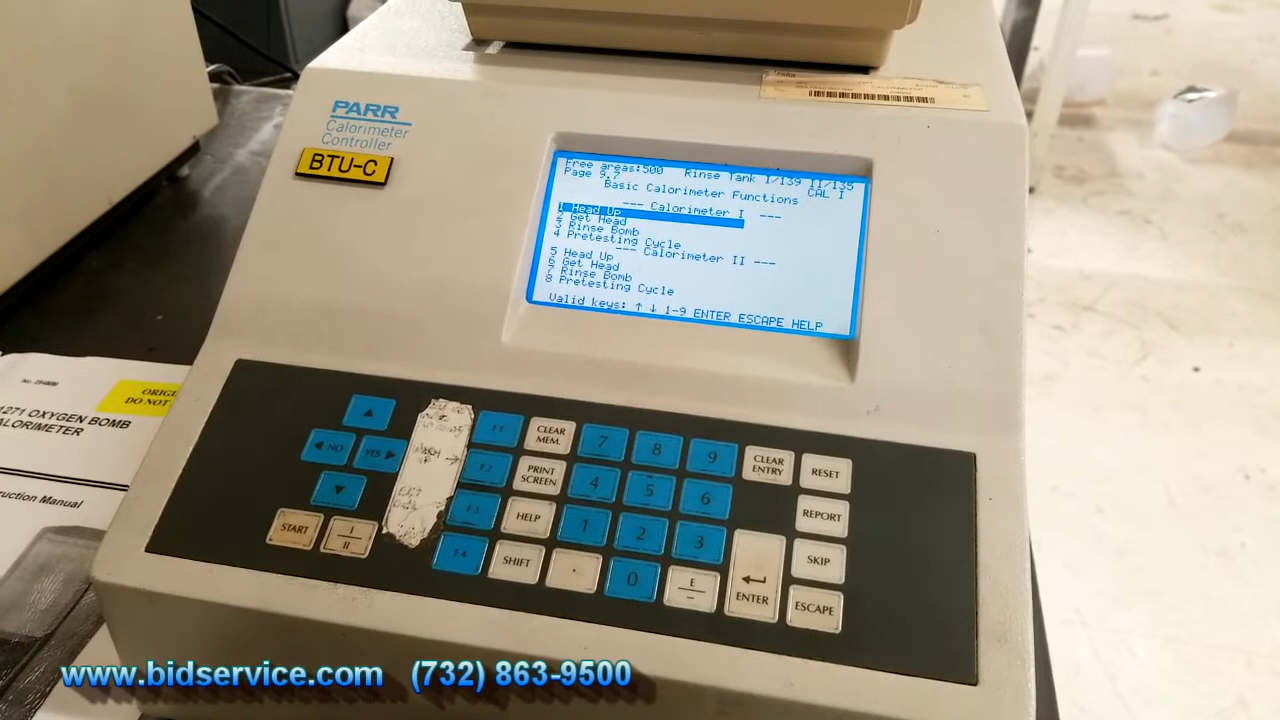 PARR
Calorimeter
Controller
BTU-C
PARR
Free areas:500 Rinse Tank I/139 II/135
Page 9.2 CAL I
Basic Calorimeter Functions
--- Calorimeter I ---
1 Head Up
2 Get Head
3 Rinse Bomb
4 Pretesting Cycle
--- Calorimeter II ---
5 Head Up
6 Get Head
7 Rinse Bomb
8 Pretesting Cycle
Valid keys: ↑ ↓ 1-9 ENTER ESCAPE HELP
1271 OXYGEN BOMB
CALORIMETER
DO NOT
▲
◀ NO YES ▶
▼
START
I
II
F1
F2
F3
F4
CLEAR
MEM.
PRINT
SCREEN
HELP
SHIFT
7 8 9
4 5 6
1 2 3
. 0 E
–
CLEAR
ENTRY
ENTER
RESET
REPORT
SKIP
ESCAPE
www.bidservice.com (732) 863-9500